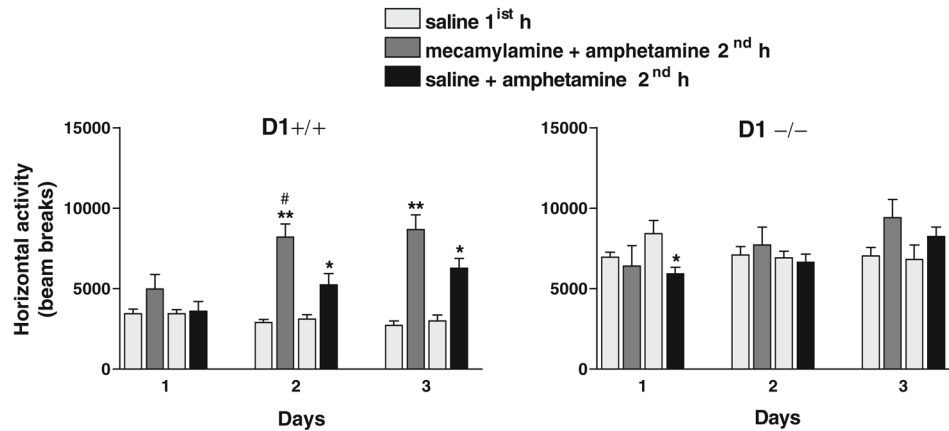 saline 1ist h
mecamylamine + amphetamine 2nd h
saline + amphetamine 2nd h
D1+/+
15000
10000
5000
0
Horizontal activity
(beam breaks)
#
**
*
**
*
1
2
3
Days
D1 −/−
15000
10000
5000
0
*
1
2
3
Days